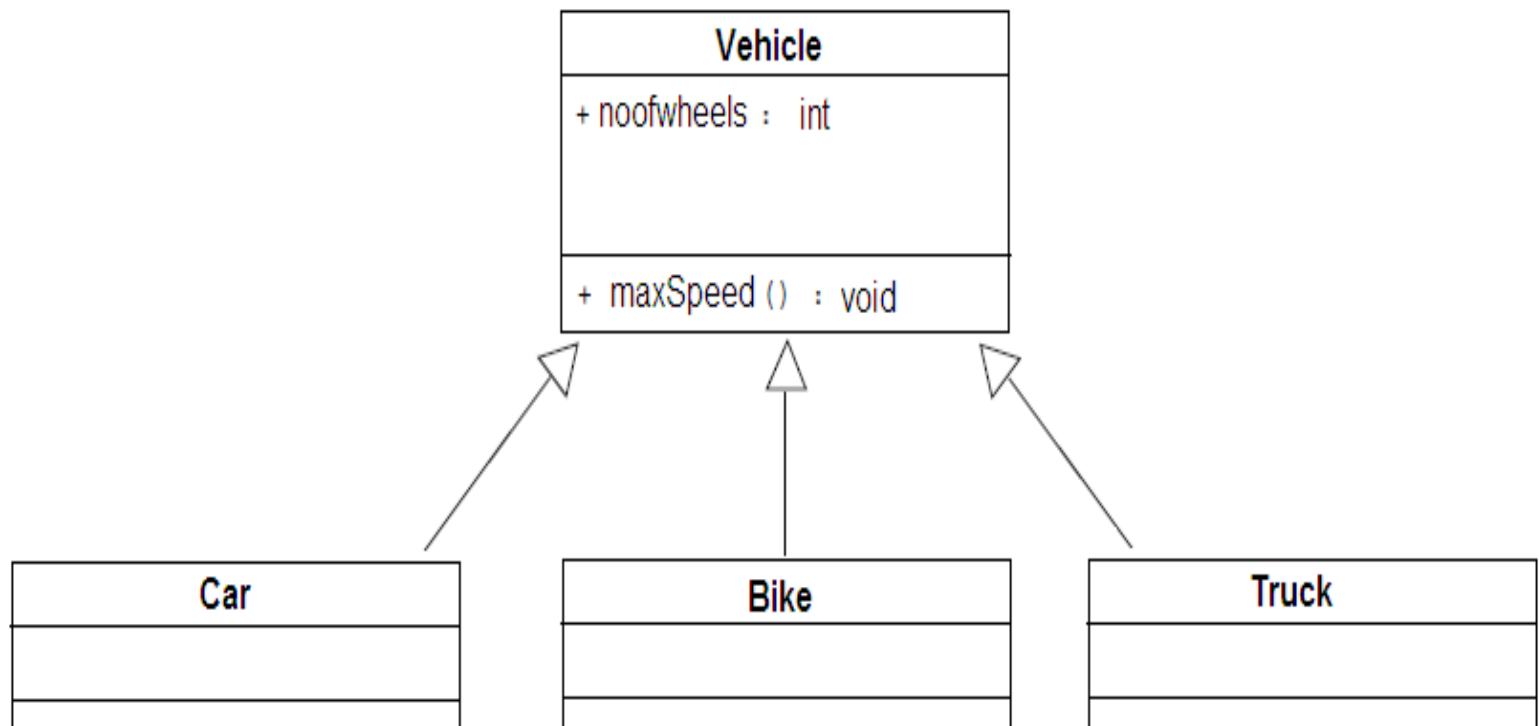 Vehicle
+ noofwheels : int
+ maxSpeed () : void
Car
Bike
Truck